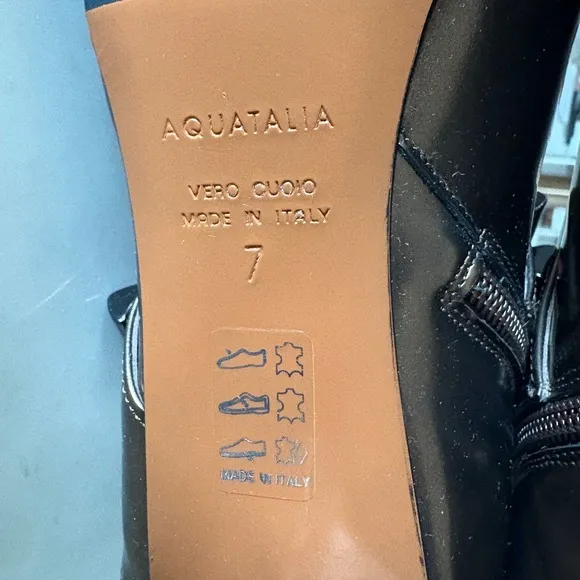 AQUATALIA
VERO CUOIO
MADE IN ITALY
7
MADE IN ITALY